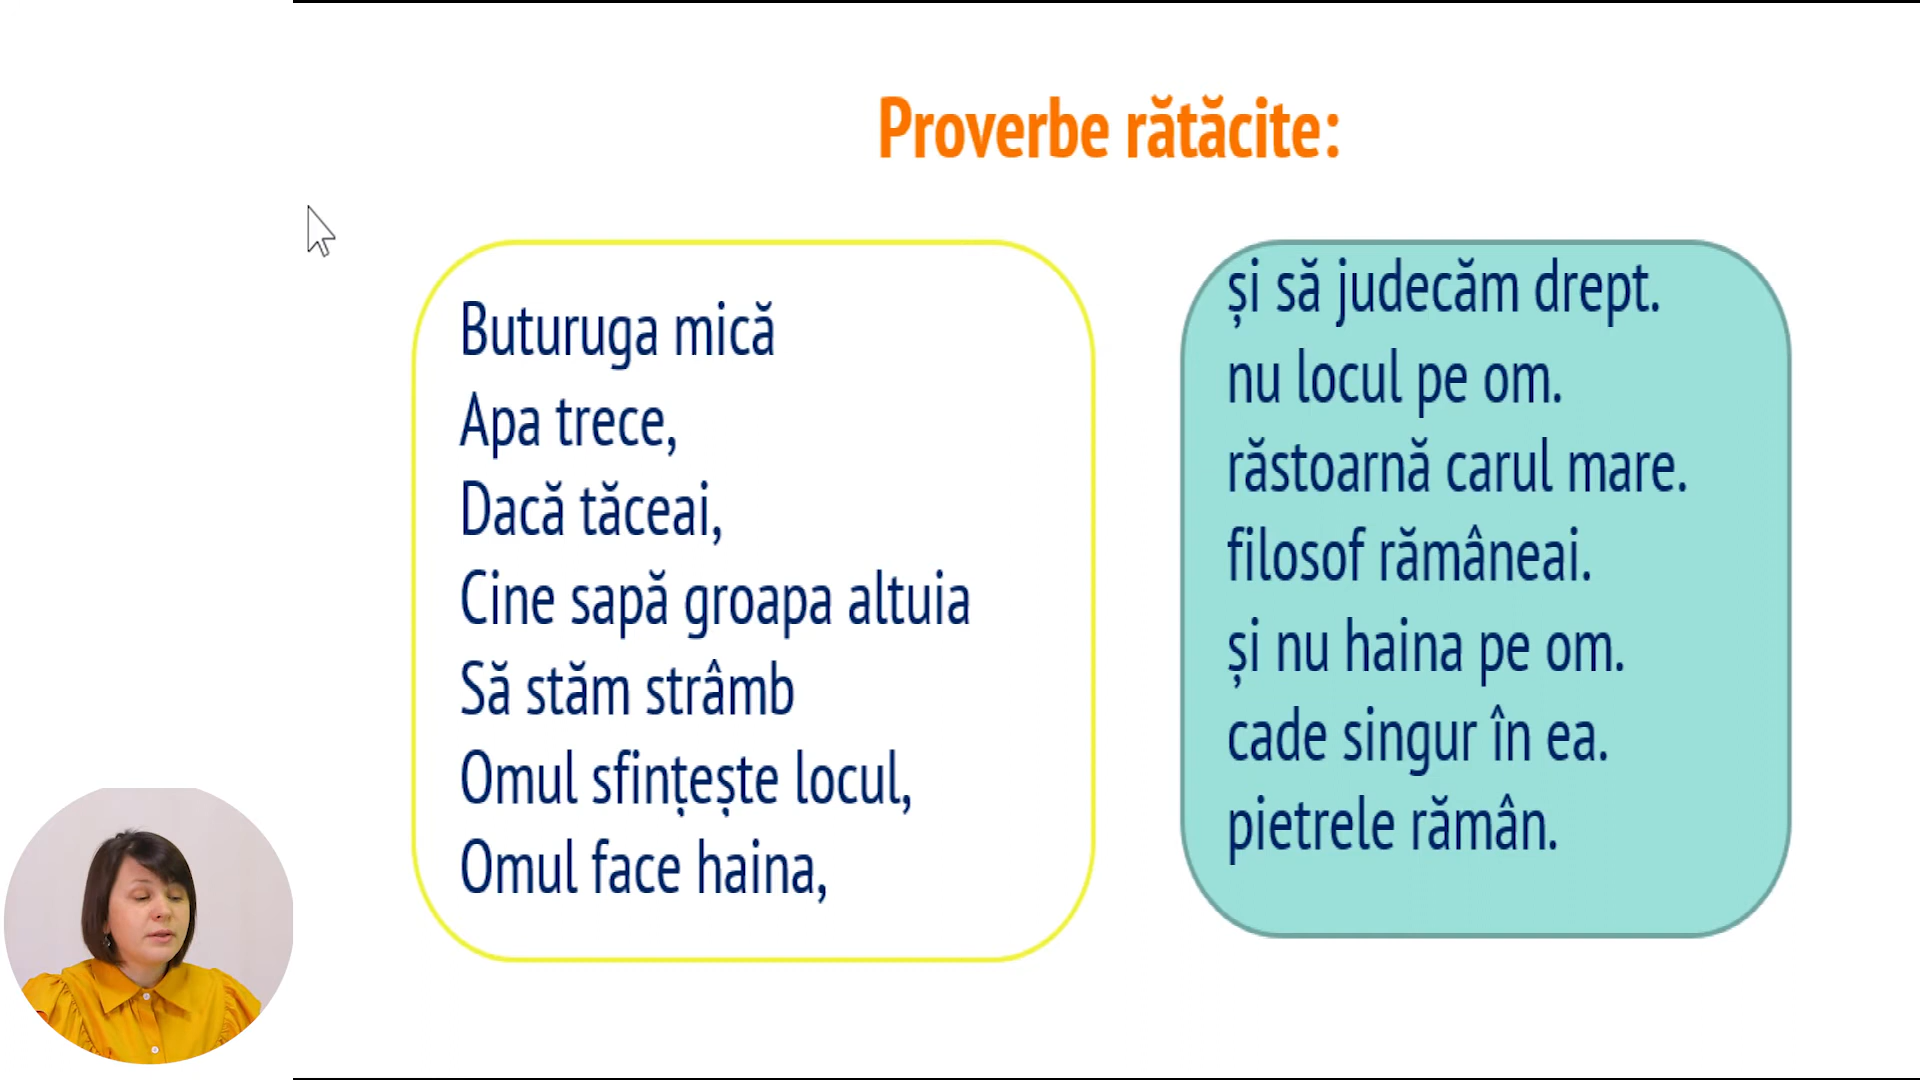 Proverbe rătăcite:
Buturuga mică
Apa trece,
Dacă tăceai,
Cine sapă groapa altuia
Să stăm strâmb
Omul sfințește locul,
Omul face haina,
și să judecăm drept.
nu locul pe om.
răstoarnă carul mare.
filosof rămâneai.
și nu haina pe om.
cade singur în ea.
pietrele rămân.